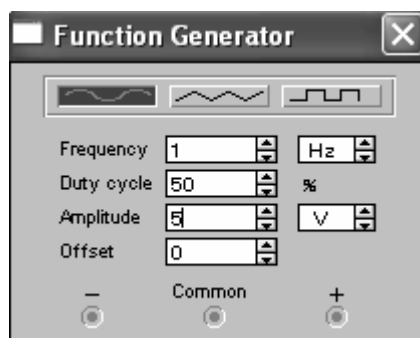 Function Generator
Frequency 1 Hz
Duty cycle 50 %
Amplitude 5 V
Offset 0
− Common +